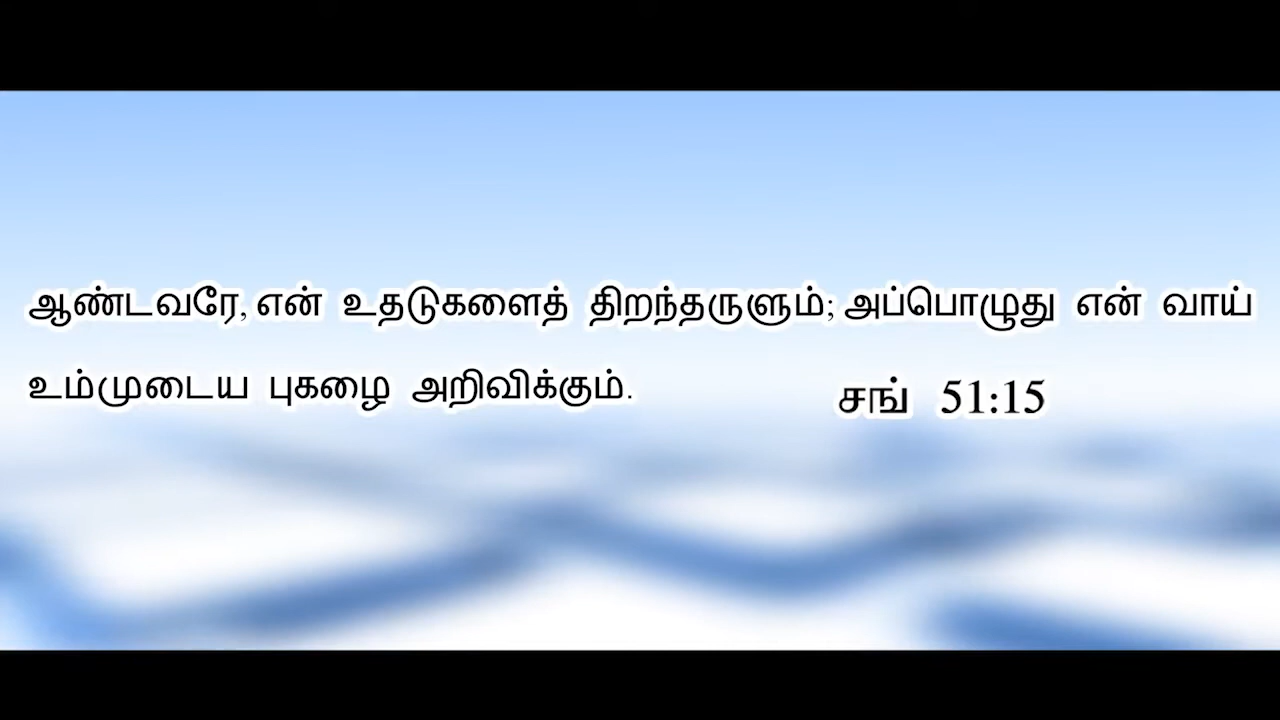 ஆண்டவரே, என் உதடுகளைத் திறந்தருளும்; அப்பொழுது என் வாய்
உம்முடைய புகழை அறிவிக்கும்.
சங் 51:15